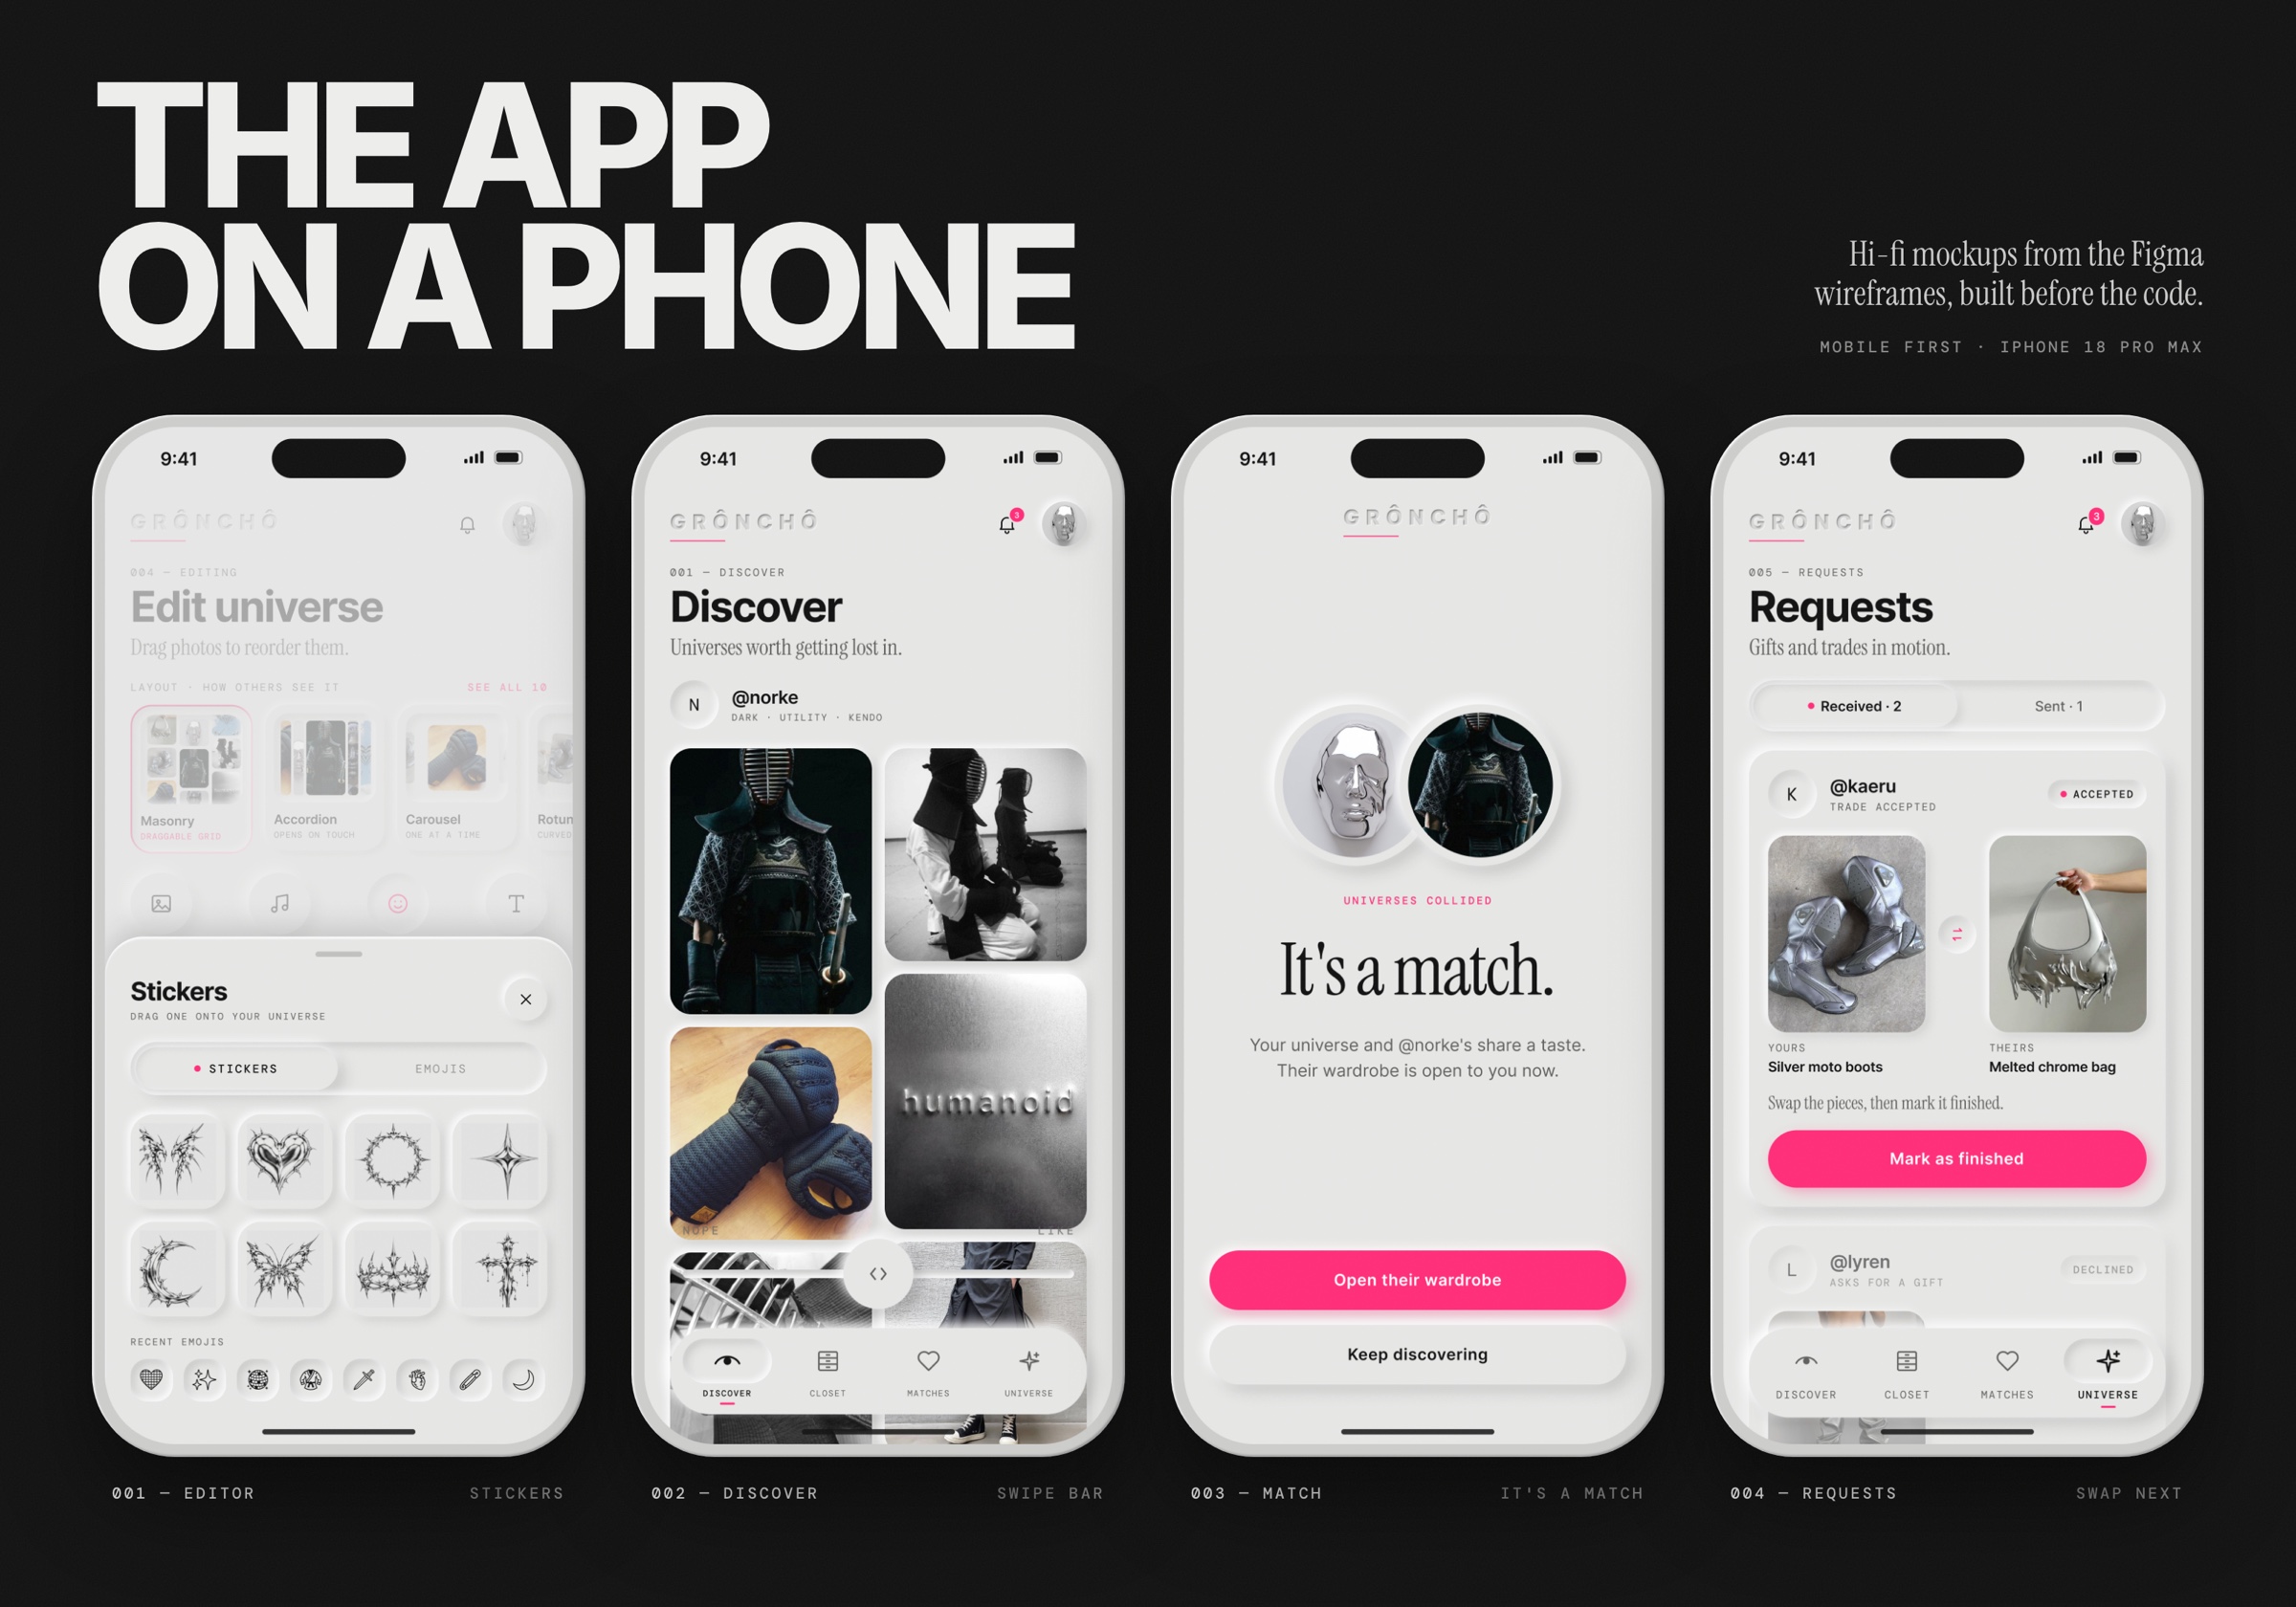 THE APP
ON A PHONE
Hi-fi mockups from the Figma
wireframes, built before the code.
MOBILE FIRST · IPHONE 18 PRO MAX
9:41
GRÔNCHÔ
004 — EDITING
Edit universe
Drag photos to reorder them.
LAYOUT · HOW OTHERS SEE IT
SEE ALL 10
Masonry
DRAGGABLE GRID
Accordion
OPENS ON TOUCH
Carousel
ONE AT A TIME
Rotun
CURVED
Stickers
DRAG ONE ONTO YOUR UNIVERSE
STICKERS
EMOJIS
RECENT EMOJIS
001 — EDITOR
STICKERS
9:41
GRÔNCHÔ
3
001 — DISCOVER
Discover
Universes worth getting lost in.
N
@norke
DARK · UTILITY · KENDO
humanoid
NOPE
LIKE
DISCOVER
CLOSET
MATCHES
UNIVERSE
002 — DISCOVER
SWIPE BAR
9:41
GRÔNCHÔ
UNIVERSES COLLIDED
It's a match.
Your universe and @norke's share a taste.
Their wardrobe is open to you now.
Open their wardrobe
Keep discovering
003 — MATCH
IT'S A MATCH
9:41
GRÔNCHÔ
3
005 — REQUESTS
Requests
Gifts and trades in motion.
Received · 2
Sent · 1
K
@kaeru
TRADE ACCEPTED
ACCEPTED
YOURS
Silver moto boots
THEIRS
Melted chrome bag
Swap the pieces, then mark it finished.
Mark as finished
L
@lyren
ASKS FOR A GIFT
DECLINED
DISCOVER
CLOSET
MATCHES
UNIVERSE
004 — REQUESTS
SWAP NEXT